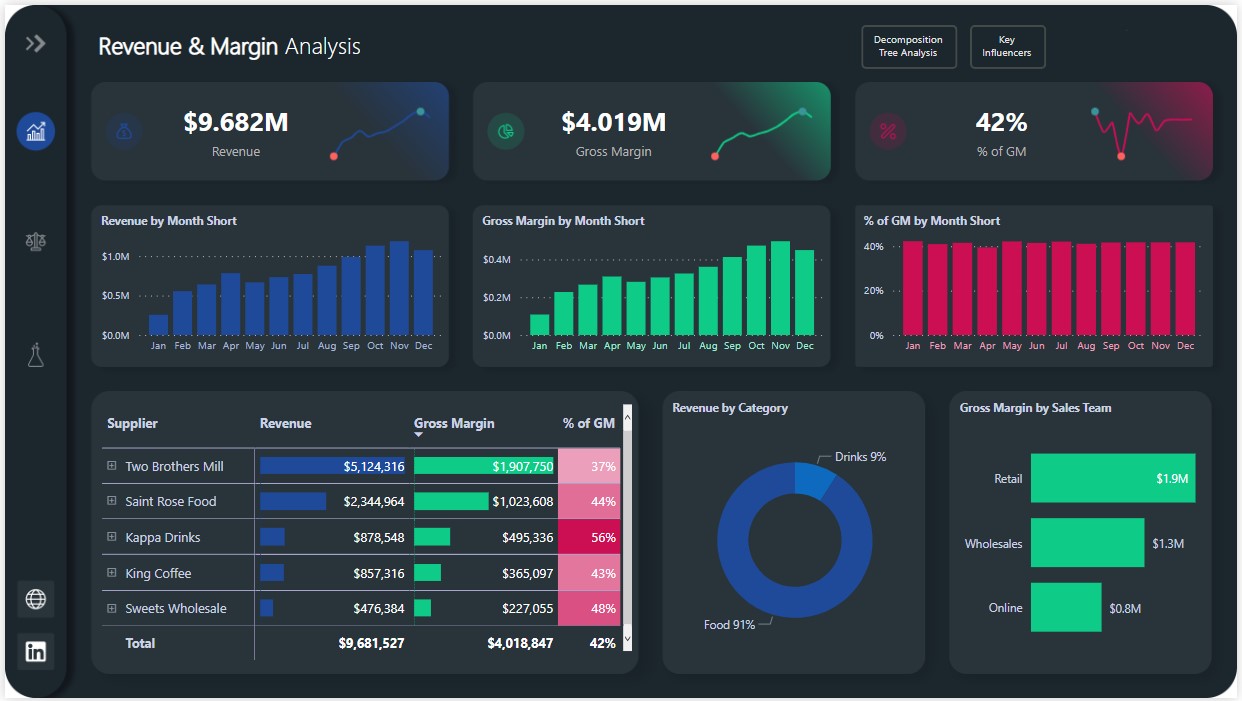 Revenue & Margin Analysis
Decomposition
Tree Analysis
Key
Influencers
$9.682M
Revenue
$4.019M
Gross Margin
42%
% of GM
Revenue by Month Short
$1.0M
$0.5M
$0.0M
Jan Feb Mar Apr May Jun Jul Aug Sep Oct Nov Dec
Gross Margin by Month Short
$0.4M
$0.2M
$0.0M
Jan Feb Mar Apr May Jun Jul Aug Sep Oct Nov Dec
% of GM by Month Short
40%
20%
0%
Jan Feb Mar Apr May Jun Jul Aug Sep Oct Nov Dec
Supplier Revenue Gross Margin % of GM
Two Brothers Mill $5,124,316 $1,907,750 37%
Saint Rose Food $2,344,964 $1,023,608 44%
Kappa Drinks $878,548 $495,336 56%
King Coffee $857,316 $365,097 43%
Sweets Wholesale $476,384 $227,055 48%
Total $9,681,527 $4,018,847 42%
Revenue by Category
Drinks 9%
Food 91%
Gross Margin by Sales Team
Retail $1.9M
Wholesales $1.3M
Online $0.8M
in